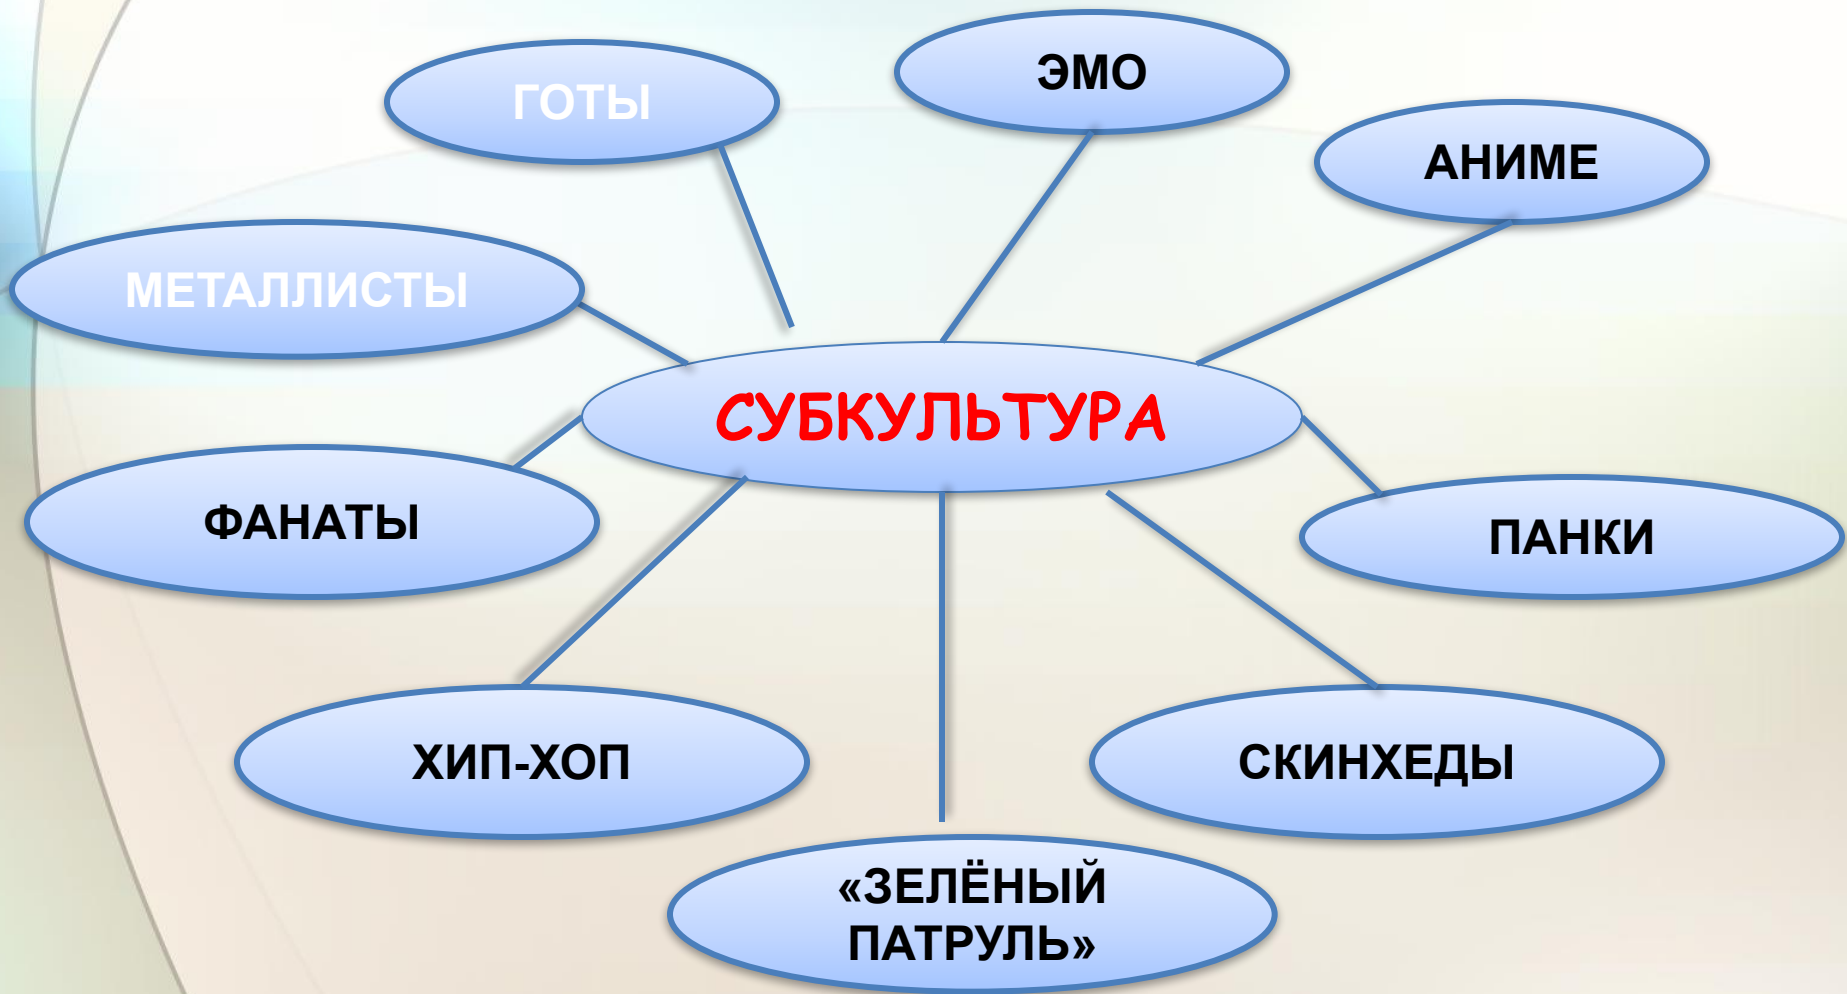 ЭМО
ГОТЫ
АНИМЕ
МЕТАЛЛИСТЫ
СУБКУЛЬТУРА
ФАНАТЫ
ПАНКИ
ХИП-ХОП
СКИНХЕДЫ
«ЗЕЛЁНЫЙ
ПАТРУЛЬ»